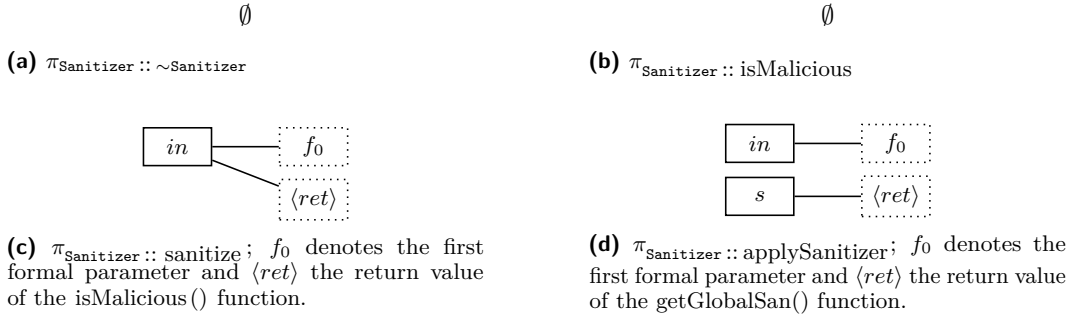 ∅
(a) π_Sanitizer :: ~Sanitizer
∅
(b) π_Sanitizer :: isMalicious
in
f₀
⟨ret⟩
(c) π_Sanitizer :: sanitize; f₀ denotes the first
formal parameter and ⟨ret⟩ the return value
of the isMalicious() function.
in
f₀
s
⟨ret⟩
(d) π_Sanitizer :: applySanitizer; f₀ denotes the
first formal parameter and ⟨ret⟩ the return value
of the getGlobalSan() function.